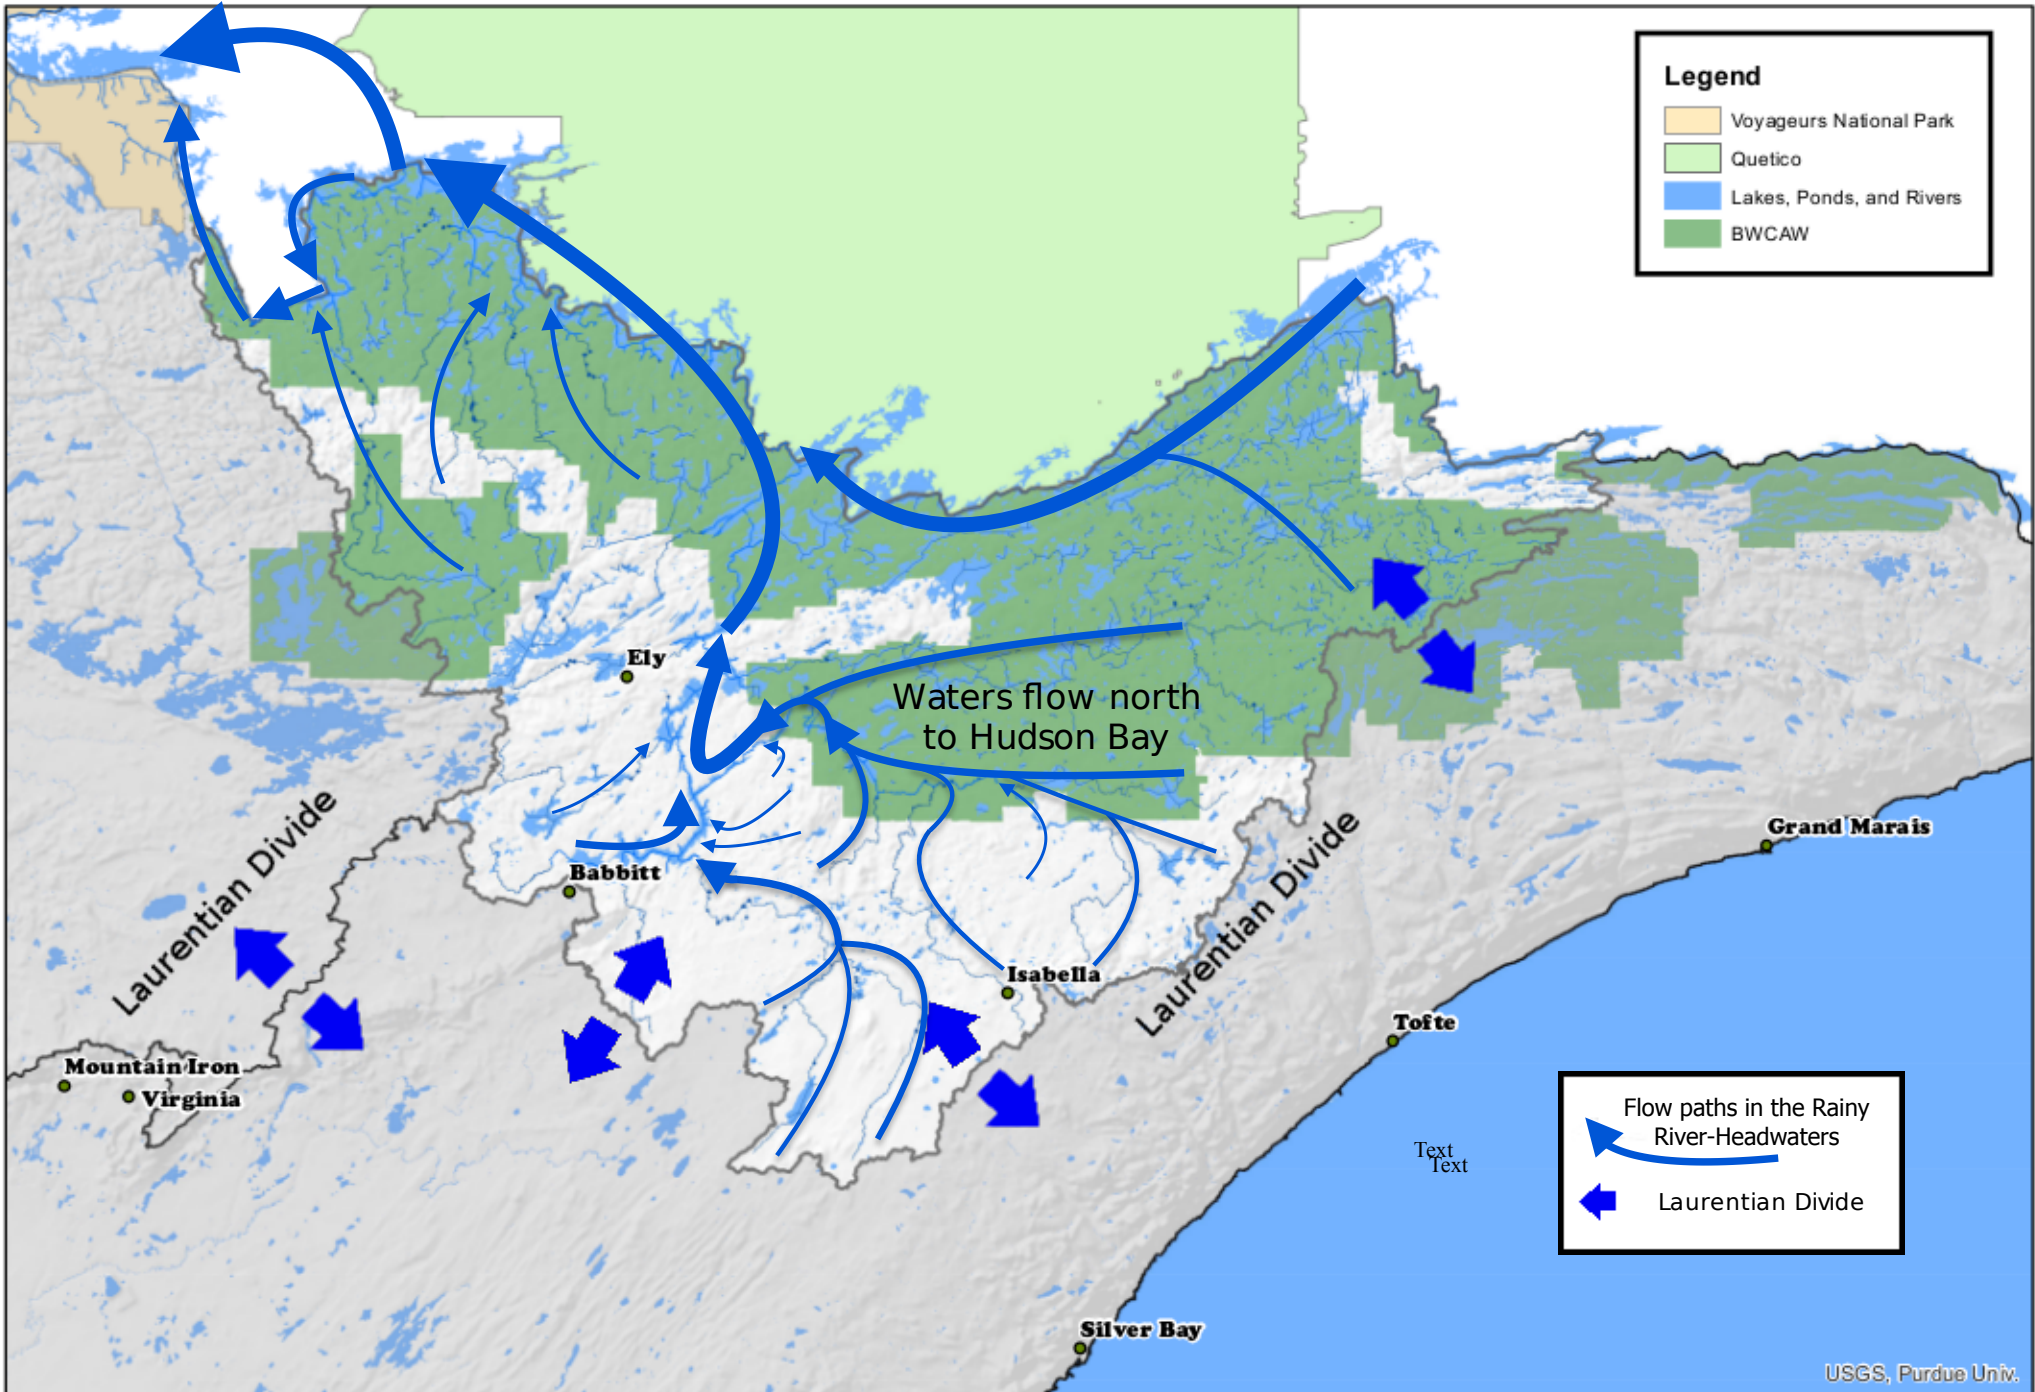 Legend
Voyageurs National Park
Quetico
Lakes, Ponds, and Rivers
BWCAW
Ely
Waters flow north
to Hudson Bay
Laurentian Divide
Babbitt
Grand Marais
Laurentian Divide
Isabella
Tofte
Mountain Iron
Virginia
Flow paths in the Rainy
River-Headwaters
Text
Text
Laurentian Divide
Silver Bay
USGS, Purdue Univ.